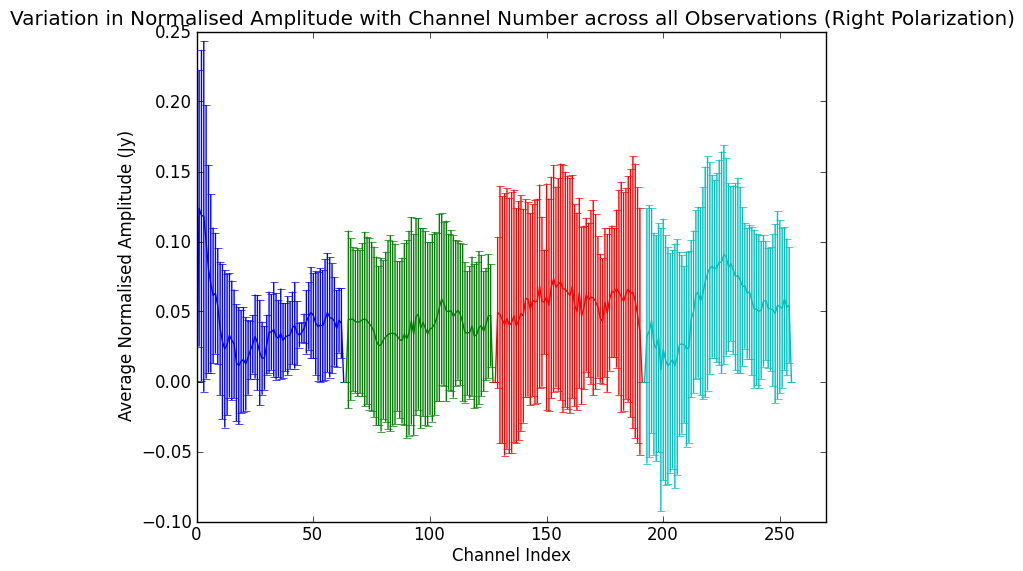 Variation in Normalised Amplitude with Channel Number across all Observations (Right Polarization)
0.25
0.20
0.15
0.10
0.05
0.00
−0.05
−0.10
Average Normalised Amplitude (Jy)
0 50 100 150 200 250
Channel Index